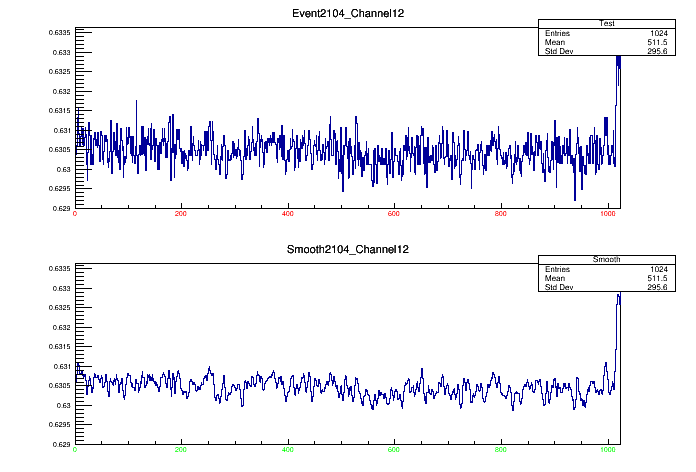 Event2104_Channel12
Test
Entries 1024
Mean 511.5
Std Dev 295.6
0.6335
0.633
0.6325
0.632
0.6315
0.631
0.6305
0.63
0.6295
0.629
0 200 400 600 800 1000
Smooth2104_Channel12
Smooth
Entries 1024
Mean 511.5
Std Dev 295.6
0.6335
0.633
0.6325
0.632
0.6315
0.631
0.6305
0.63
0.6295
0.629
0 200 400 600 800 1000